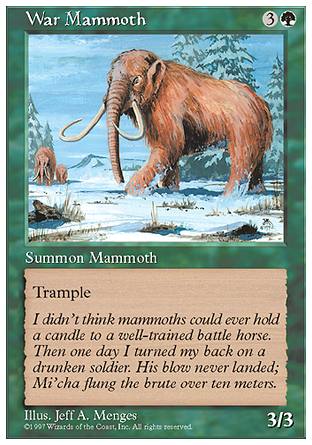 War Mammoth 3
Summon Mammoth
Trample
I didn't think mammoths could ever hold
a candle to a well-trained battle horse.
Then one day I turned my back on a
drunken soldier. His blow never landed;
Mi'cha flung the brute over ten meters.
Illus. Jeff A. Menges
©1997 Wizards of the Coast, Inc. All rights reserved.
3/3